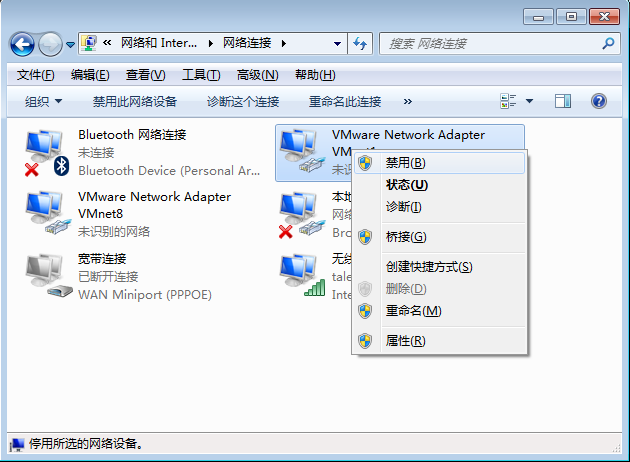 « 网络和 Inter... ▸ 网络连接 ▸
搜索 网络连接
文件(F) 编辑(E) 查看(V) 工具(T) 高级(N) 帮助(H)
组织 禁用此网络设备 诊断这个连接 重命名此连接 »
Bluetooth 网络连接
未连接
Bluetooth Device (Personal Ar...
VMware Network Adapter
VMnet8
未识别的网络
宽带连接
已断开连接
WAN Miniport (PPPOE)
VMware Network Adapter
未识
本地
网络
Bro
无线
tale
Inte
禁用(B)
状态(U)
诊断(I)
桥接(G)
创建快捷方式(S)
删除(D)
重命名(M)
属性(R)
停用所选的网络设备。